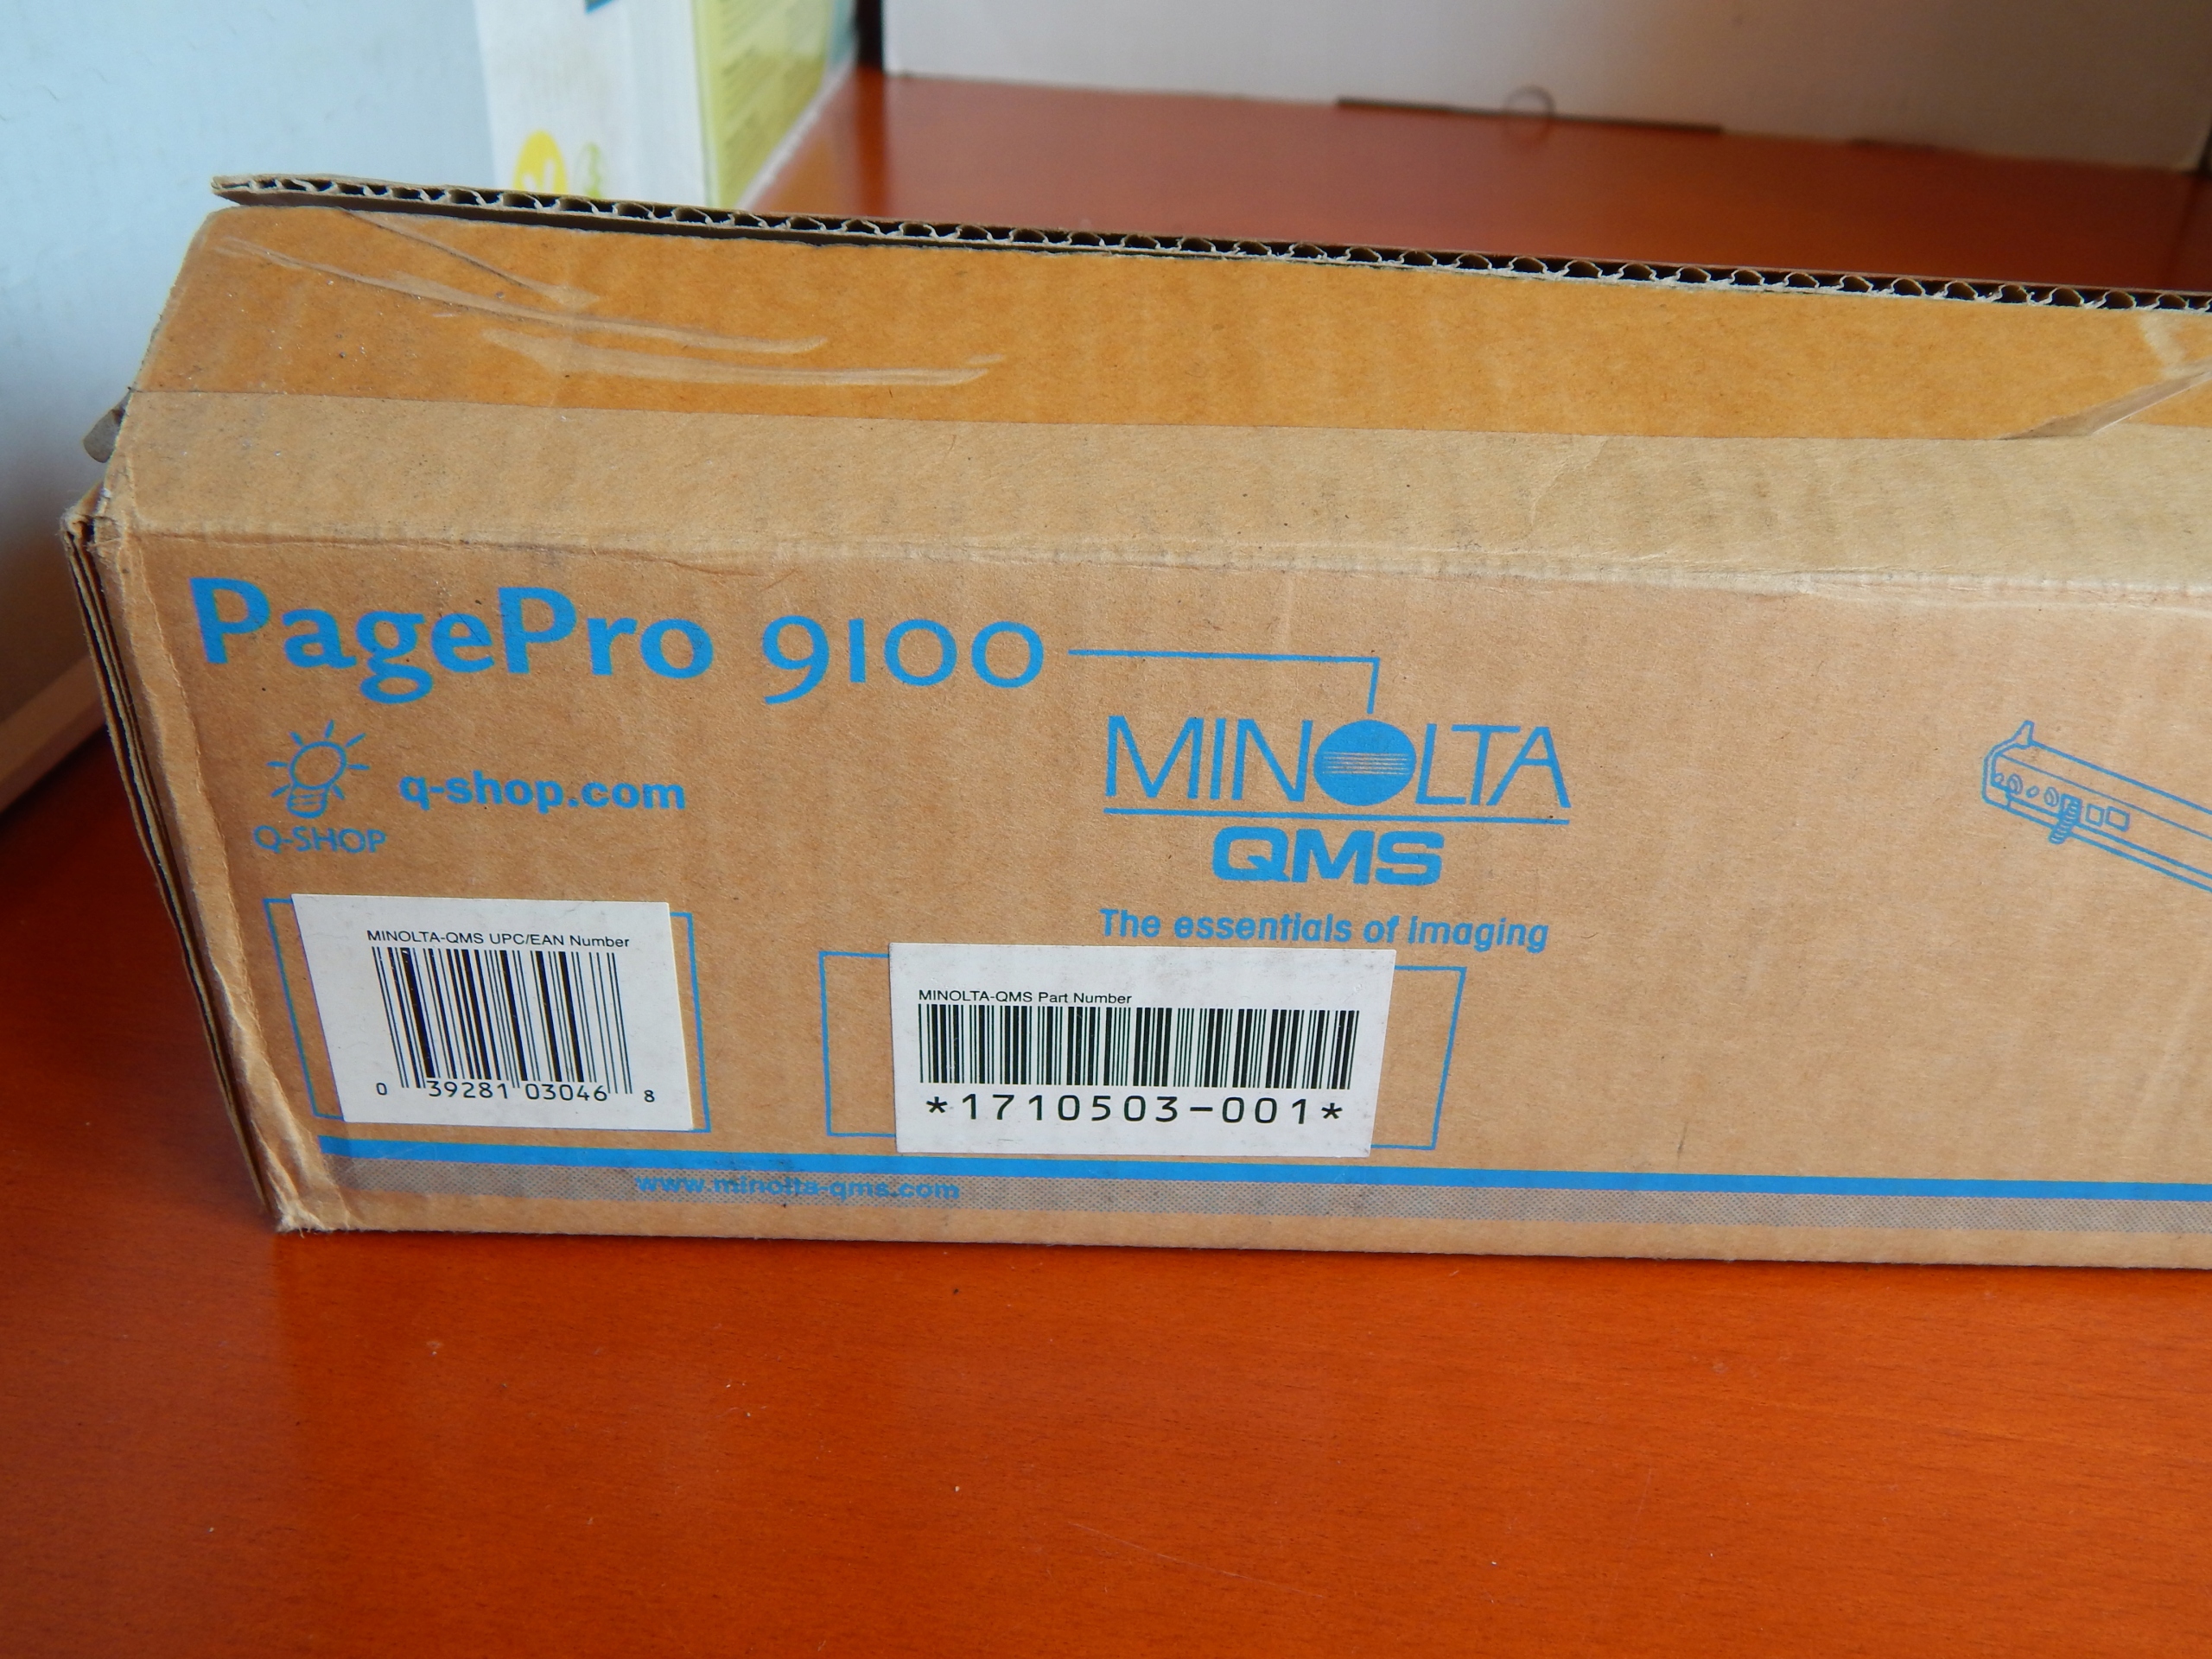 PagePro 9100
MINOLTA
QMS
The essentials of imaging
q-shop.com
Q-SHOP
MINOLTA-QMS UPC/EAN Number
0 39281 03046 8
MINOLTA-QMS Part Number
*1710503-001*
www.minolta-qms.com